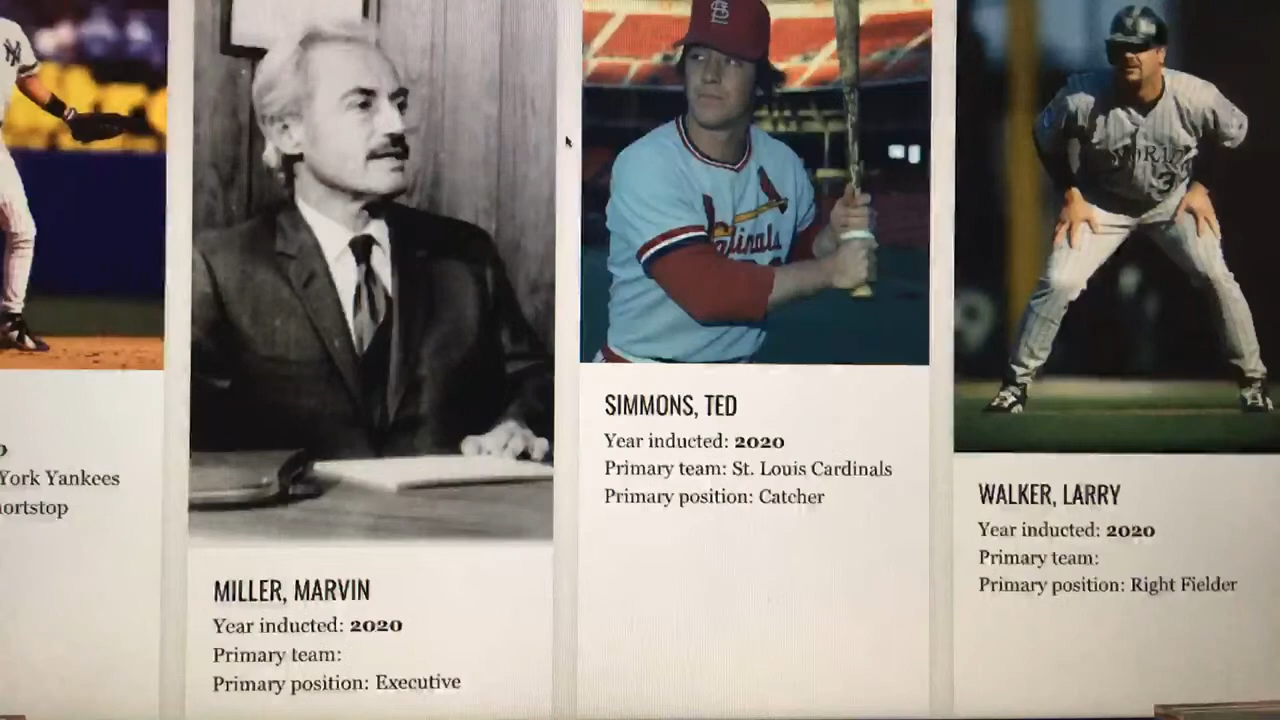 York Yankees
ortstop
MILLER, MARVIN
Year inducted: 2020
Primary team:
Primary position: Executive
Cardinals
SIMMONS, TED
Year inducted: 2020
Primary team: St. Louis Cardinals
Primary position: Catcher
WALKER, LARRY
Year inducted: 2020
Primary team:
Primary position: Right Fielder